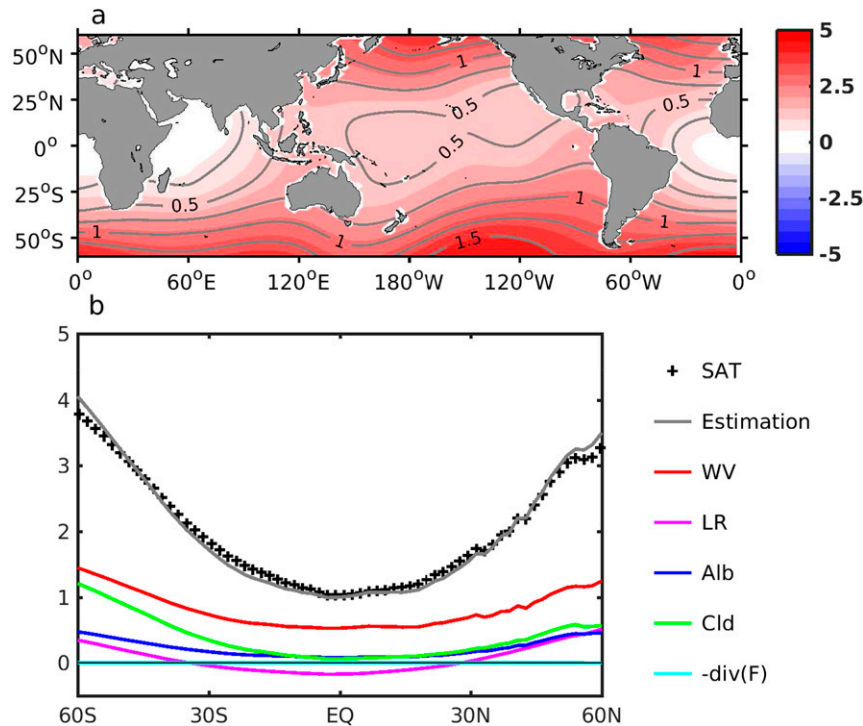 a
50°N
25°N
0°
25°S
50°S
1
1
0.5
0.5
0.5
1
1
1
1.5
1
0.5
0°
60°E
120°E
180°W
120°W
60°W
0°
5
2.5
0
-2.5
-5
b
5
4
3
2
1
0
60S
30S
EQ
30N
60N
SAT
Estimation
WV
LR
Alb
Cld
-div(F)